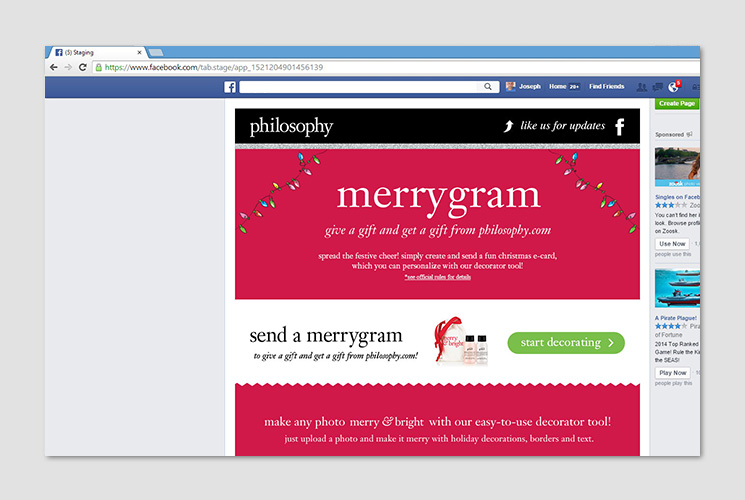 (5) Staging
https://www.facebook.com/tab.stage/app_1521204901456139
Joseph Home 20+ Find Friends
5
Create Page
philosophy
like us for updates
Sponsored
merrygram
give a gift and get a gift from philosophy.com
spread the festive cheer! simply create and send a fun christmas e-card,
which you can personalize with our decorator tool!
*see official rules for details
Singles on Faceb
Zoo
You can't find her
look. Browse profi
on Zoosk.
Use Now
people use this
send a merrygram
to give a gift and get a gift from philosophy.com!
merry
& bright
start decorating
A Pirate Plague!
Pira
of Fortune
2014 Top Ranked
Game! Rule the Ki
the SEAS!
Play Now
people play this
make any photo merry & bright with our easy-to-use decorator tool!
just upload a photo and make it merry with holiday decorations, borders and text.